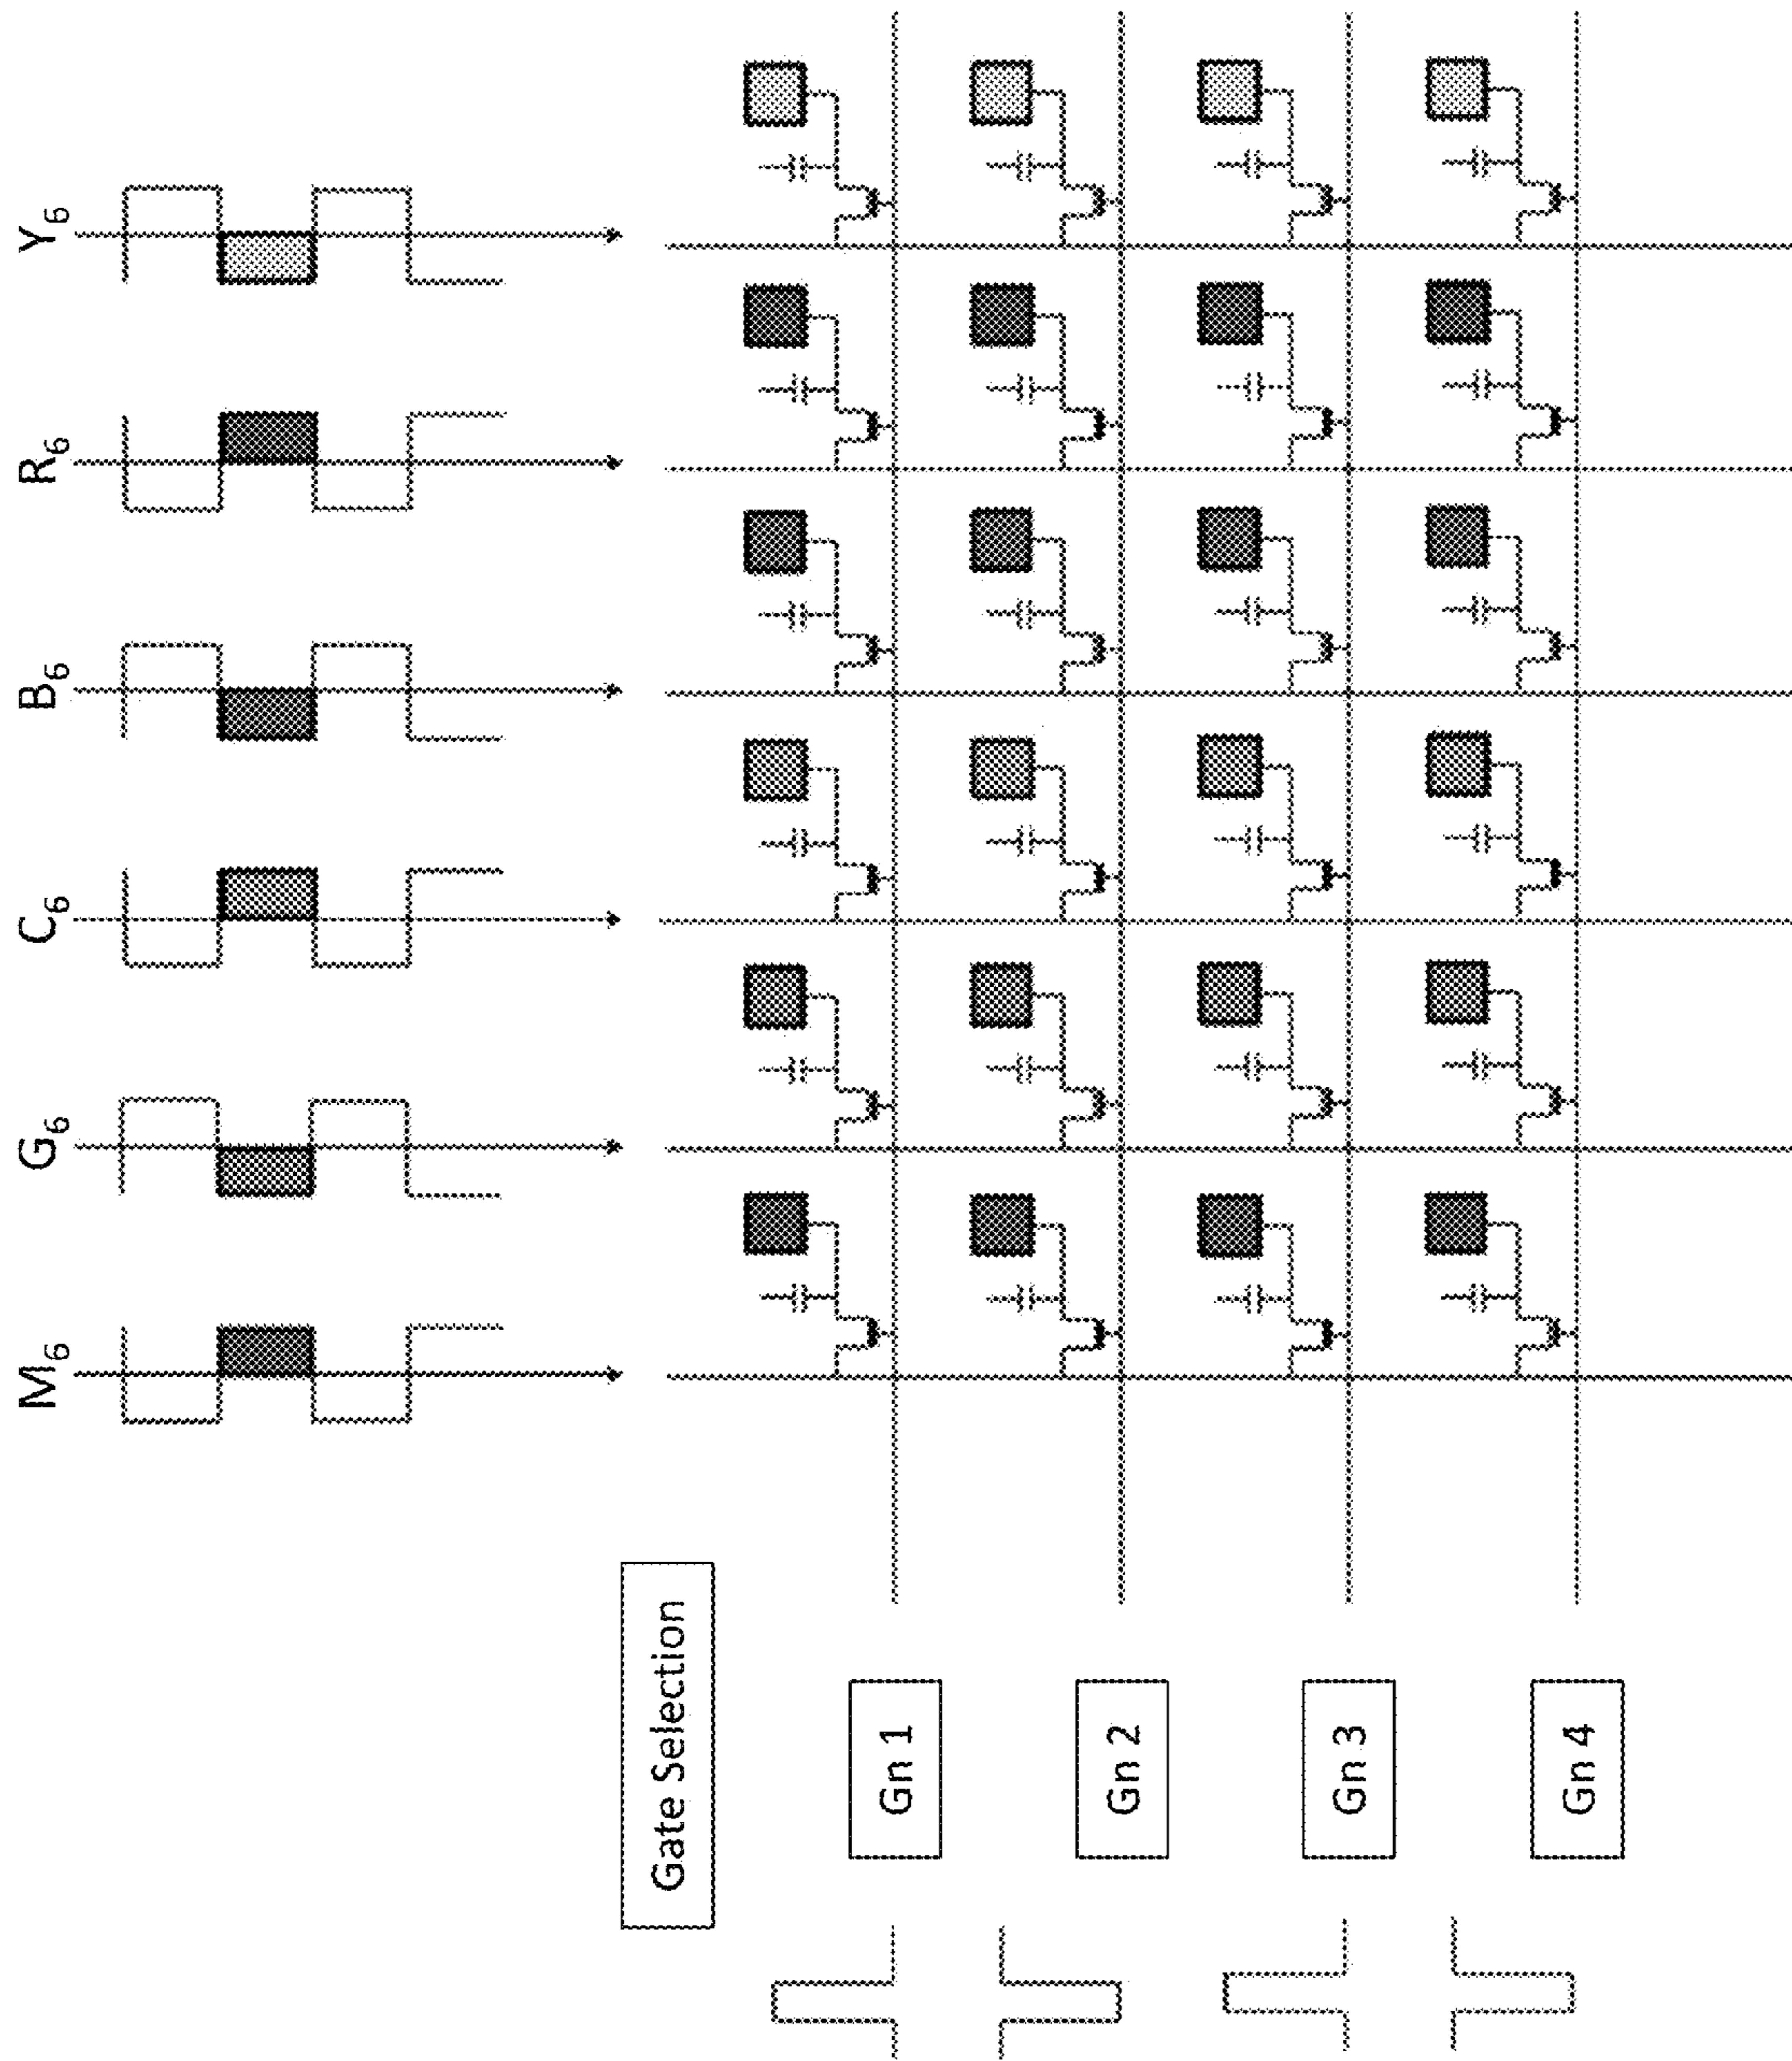 M₆
G₆
C₆
B₆
R₆
Y₆
Gate Selection
Gn 1
Gn 2
Gn 3
Gn 4